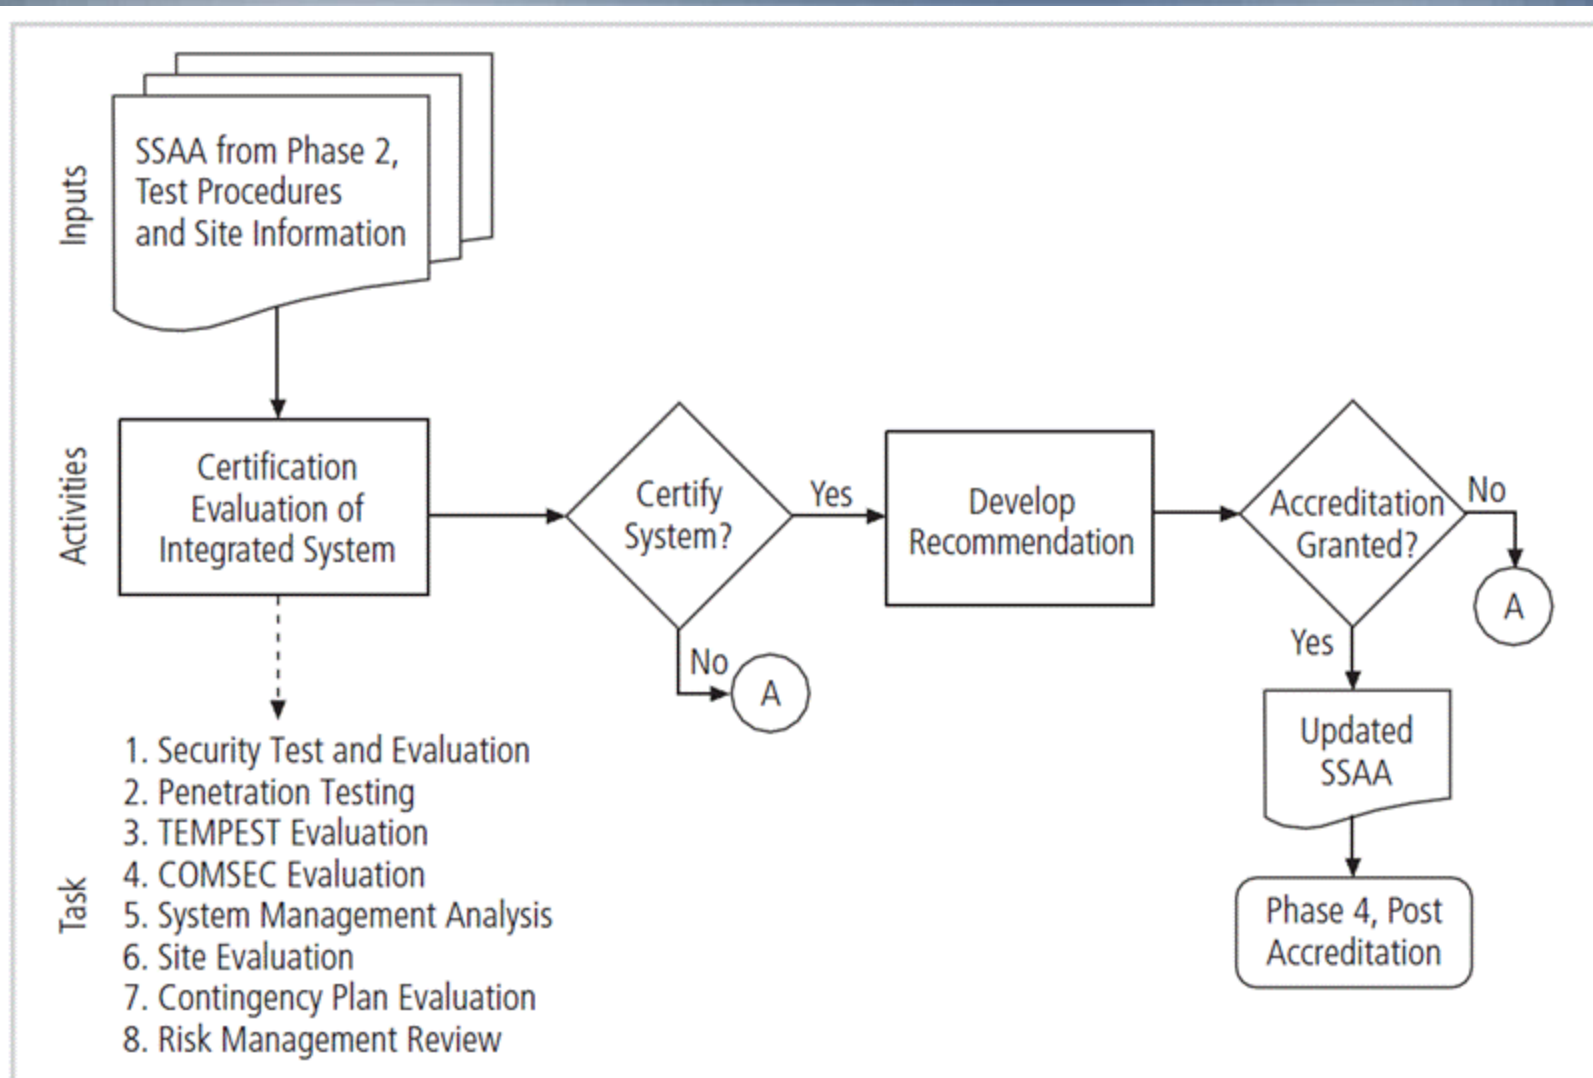 Inputs
SSAA from Phase 2,
Test Procedures
and Site Information
Activities
Certification
Evaluation of
Integrated System
Certify
System?
Yes
No
A
Develop
Recommendation
Accreditation
Granted?
No
A
Yes
Updated
SSAA
Phase 4, Post
Accreditation
Task
1. Security Test and Evaluation
2. Penetration Testing
3. TEMPEST Evaluation
4. COMSEC Evaluation
5. System Management Analysis
6. Site Evaluation
7. Contingency Plan Evaluation
8. Risk Management Review